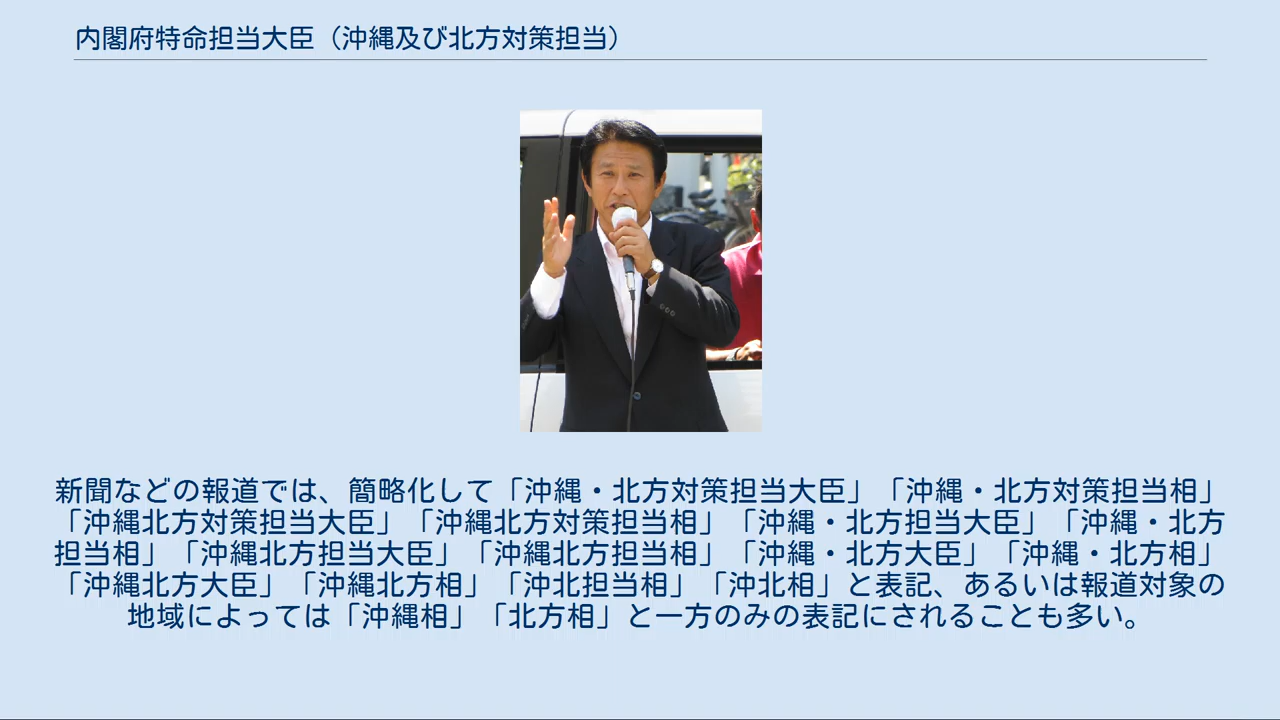 内閣府特命担当大臣（沖縄及び北方対策担当）
新聞などの報道では、簡略化して「沖縄・北方対策担当大臣」「沖縄・北方対策担当相」
「沖縄北方対策担当大臣」「沖縄北方対策担当相」「沖縄・北方担当大臣」「沖縄・北方
担当相」「沖縄北方担当大臣」「沖縄北方担当相」「沖縄・北方大臣」「沖縄・北方相」
「沖縄北方大臣」「沖縄北方相」「沖北担当相」「沖北相」と表記、あるいは報道対象の
地域によっては「沖縄相」「北方相」と一方のみの表記にされることも多い。